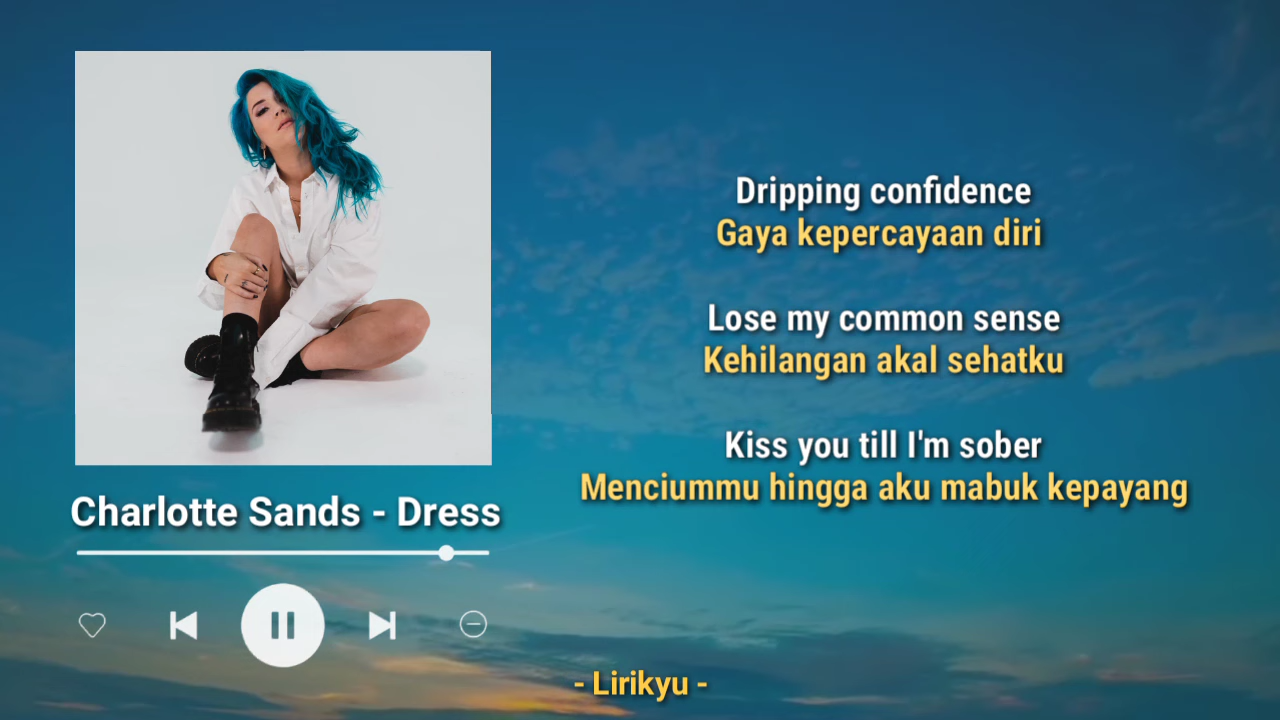 Dripping confidence
Gaya kepercayaan diri
Lose my common sense
Kehilangan akal sehatku
Kiss you till I'm sober
Menciummu hingga aku mabuk kepayang
Charlotte Sands - Dress
- Lirikyu -